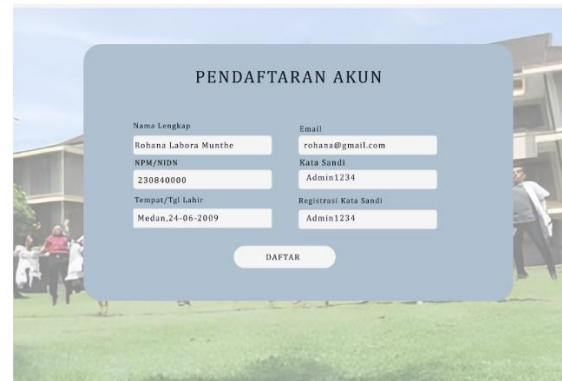 PENDAFTARAN AKUN
Nama Lengkap
Rohana Labora Munthe
NPM/NIDN
230840000
Tempat/Tgl Lahir
Medan,24-06-2009
Email
rohana@gmail.com
Kata Sandi
Admin1234
Registrasi Kata Sandi
Admin1234
DAFTAR